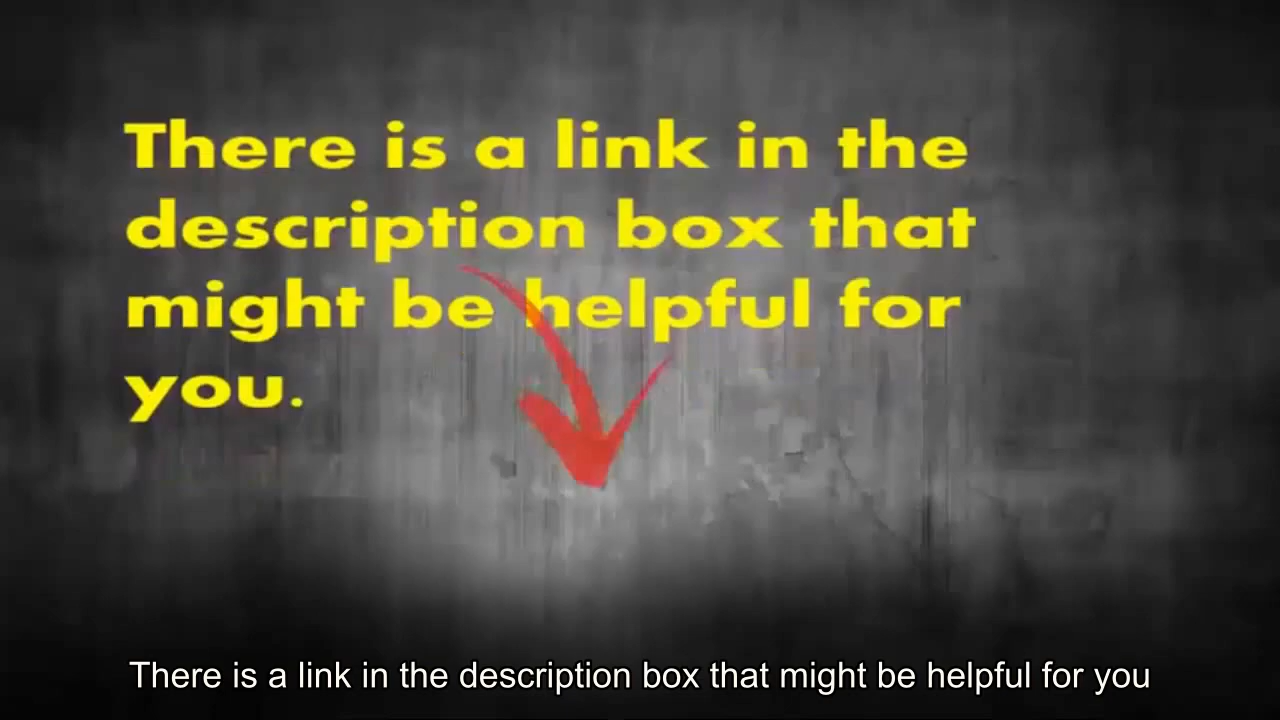 There is a link in the
description box that
might be helpful for
you.
There is a link in the description box that might be helpful for you